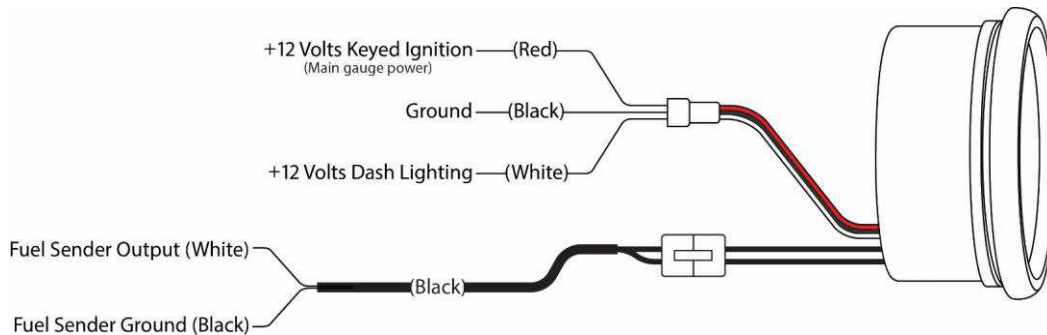 +12 Volts Keyed Ignition — (Red)
(Main gauge power)
Ground — (Black)
+12 Volts Dash Lighting — (White)
Fuel Sender Output (White)
(Black)
Fuel Sender Ground (Black)